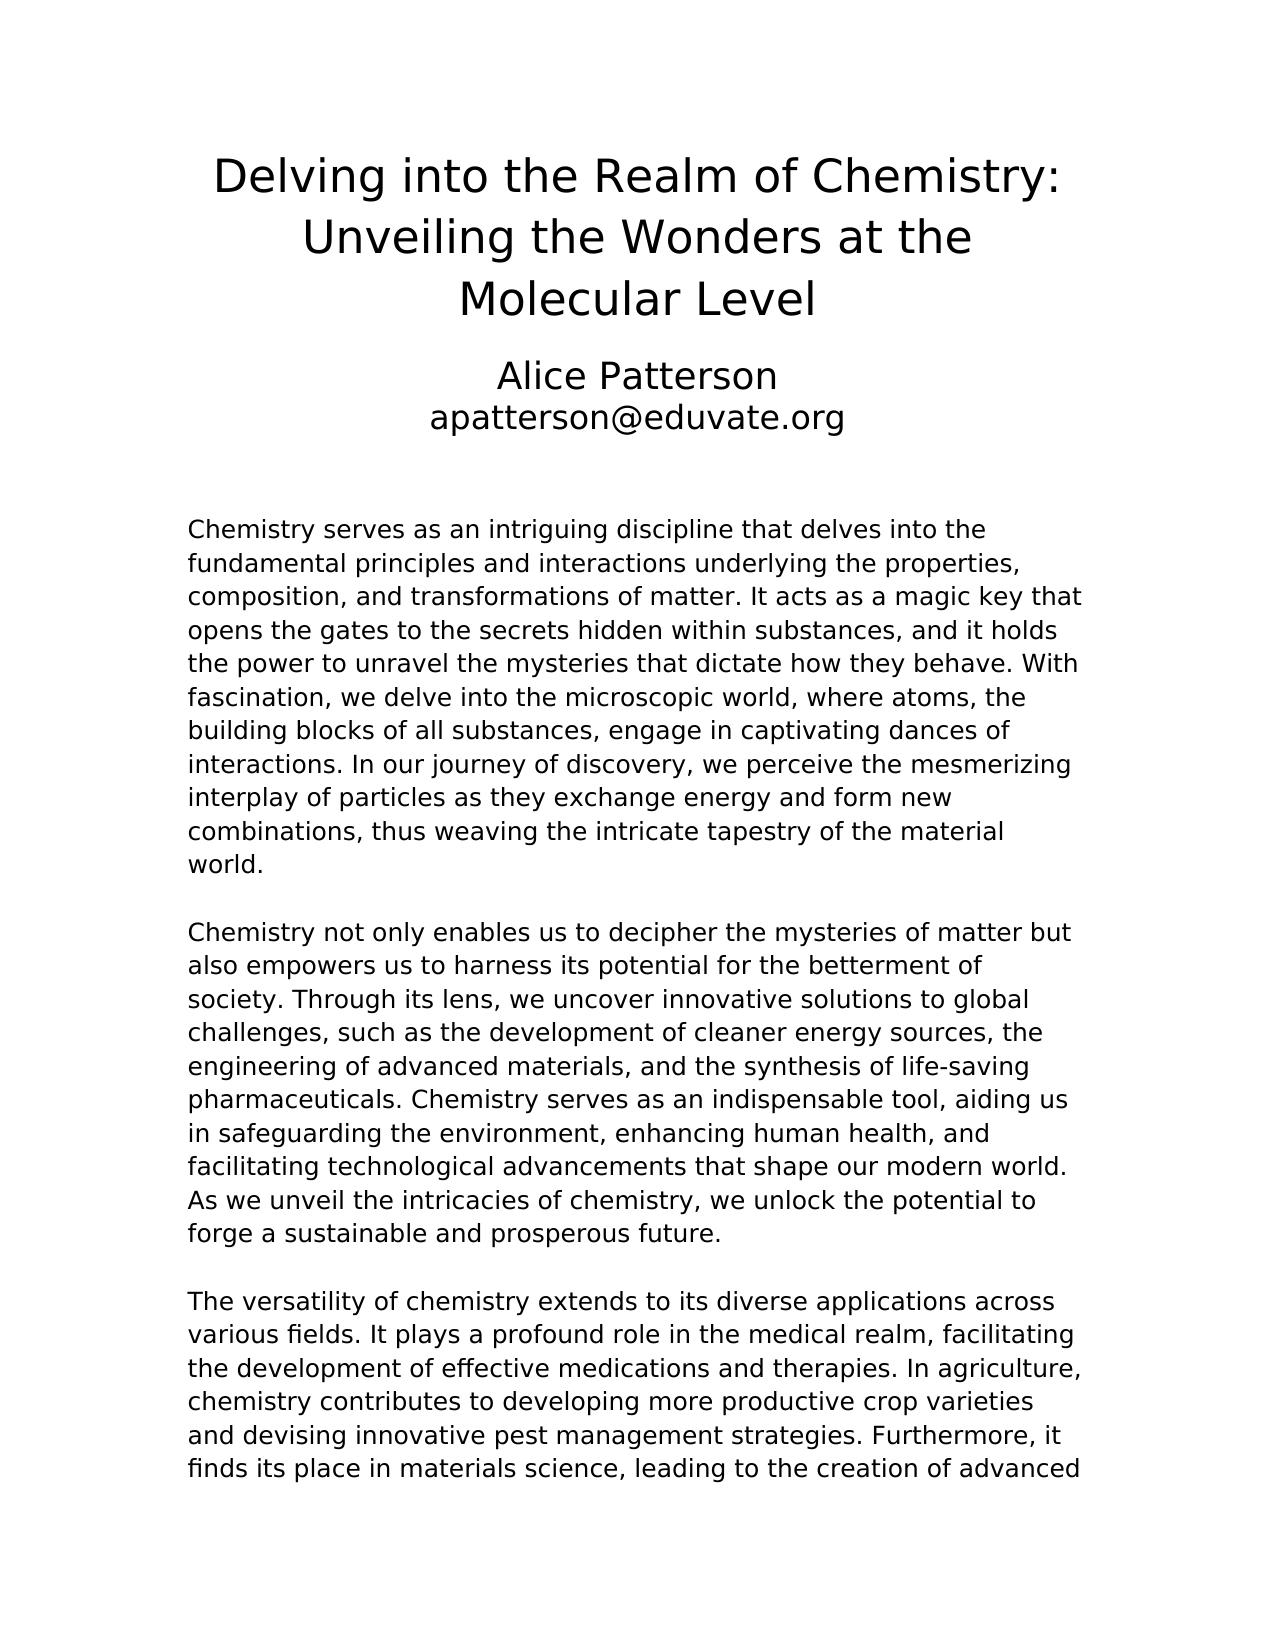 Delving into the Realm of Chemistry:
Unveiling the Wonders at the
Molecular Level
Alice Patterson
apatterson@eduvate.org
Chemistry serves as an intriguing discipline that delves into the
fundamental principles and interactions underlying the properties,
composition, and transformations of matter. It acts as a magic key that
opens the gates to the secrets hidden within substances, and it holds
the power to unravel the mysteries that dictate how they behave. With
fascination, we delve into the microscopic world, where atoms, the
building blocks of all substances, engage in captivating dances of
interactions. In our journey of discovery, we perceive the mesmerizing
interplay of particles as they exchange energy and form new
combinations, thus weaving the intricate tapestry of the material
world.
Chemistry not only enables us to decipher the mysteries of matter but
also empowers us to harness its potential for the betterment of
society. Through its lens, we uncover innovative solutions to global
challenges, such as the development of cleaner energy sources, the
engineering of advanced materials, and the synthesis of life-saving
pharmaceuticals. Chemistry serves as an indispensable tool, aiding us
in safeguarding the environment, enhancing human health, and
facilitating technological advancements that shape our modern world.
As we unveil the intricacies of chemistry, we unlock the potential to
forge a sustainable and prosperous future.
The versatility of chemistry extends to its diverse applications across
various fields. It plays a profound role in the medical realm, facilitating
the development of effective medications and therapies. In agriculture,
chemistry contributes to developing more productive crop varieties
and devising innovative pest management strategies. Furthermore, it
finds its place in materials science, leading to the creation of advanced